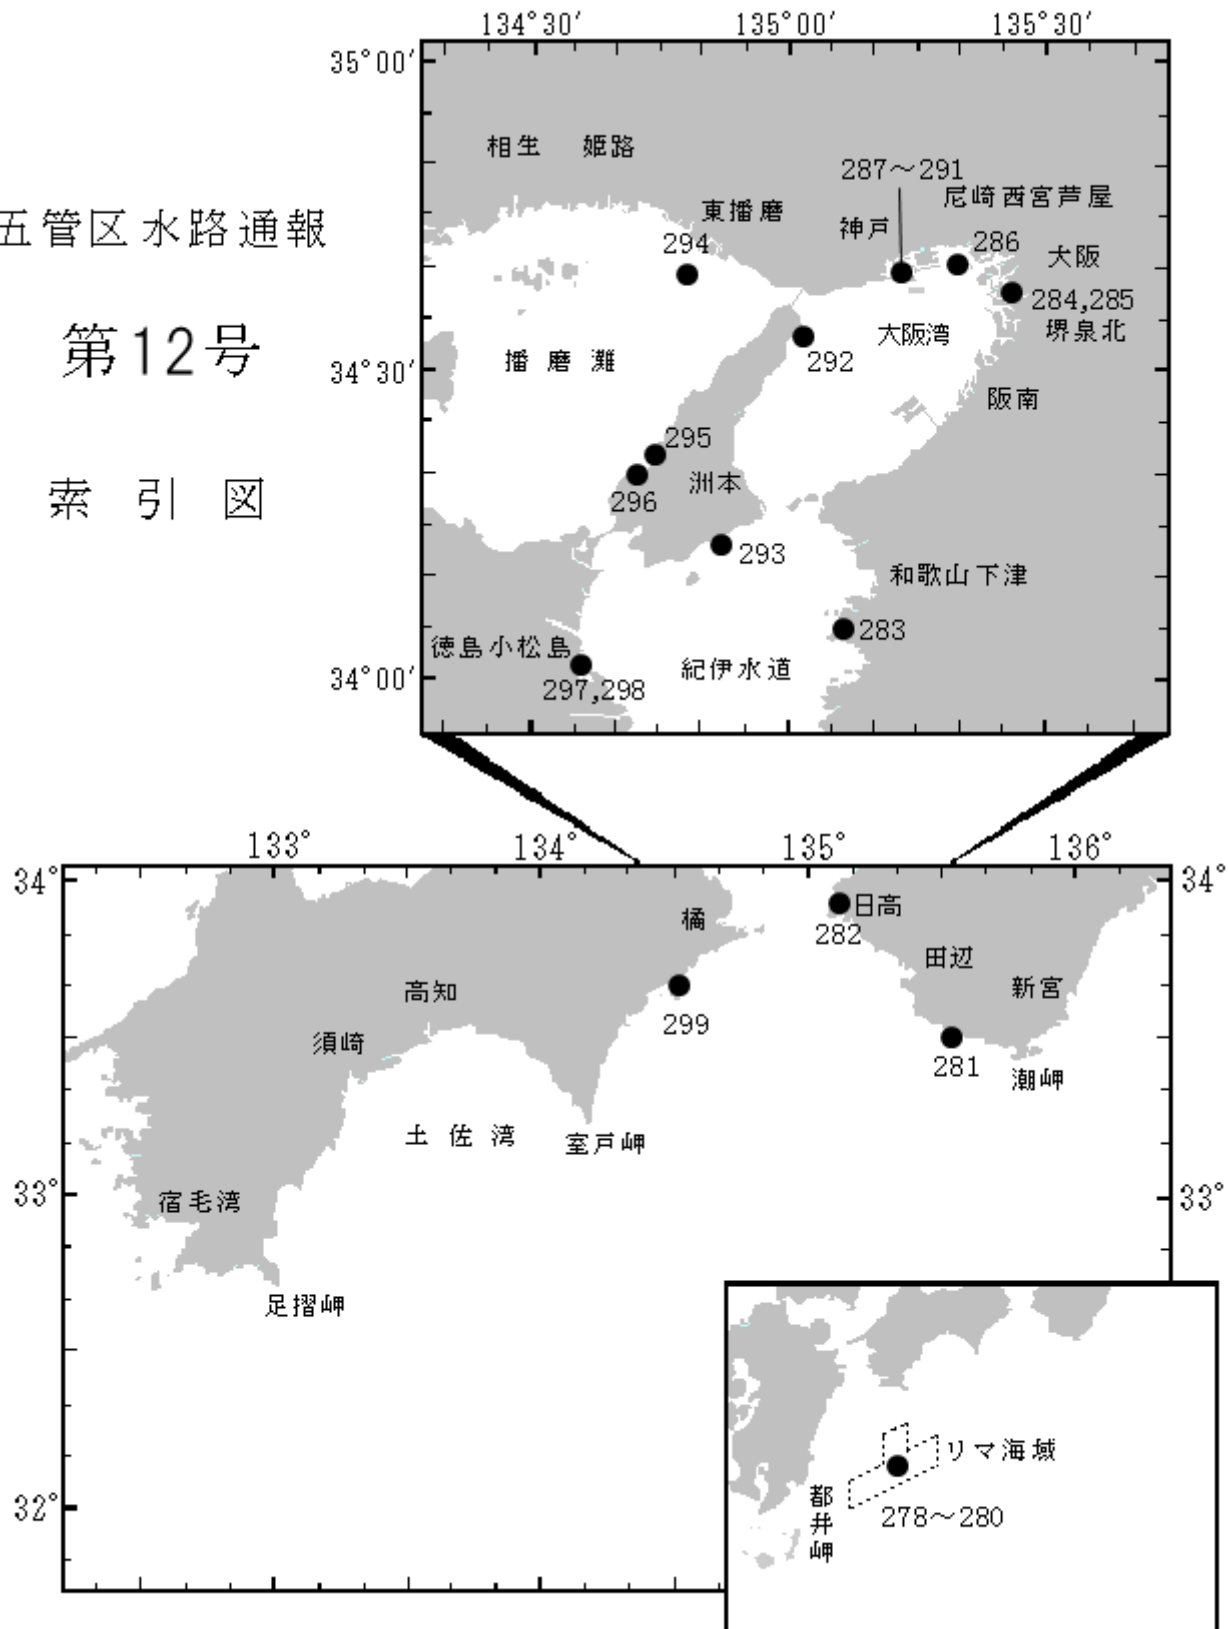 134°30′ 135°00′ 135°30′
35°00′
相生 姫路
287～291
尼崎西宮芦屋
東播磨
神戸
294
286
大阪
284,285
堺泉北
五管区水路通報
第12号
索引図
大阪湾
292
播磨灘
34°30′
阪南
295
洲本
296
293
和歌山下津
283
徳島小松島
297,298
紀伊水道
34°00′
133° 134° 135° 136°
34° 34°
橘
日高
282
田辺
高知
新宮
299
須崎
281
潮岬
土佐湾
室戸岬
33° 33°
宿毛湾
足摺岬
リマ海域
都井岬
278～280
32°